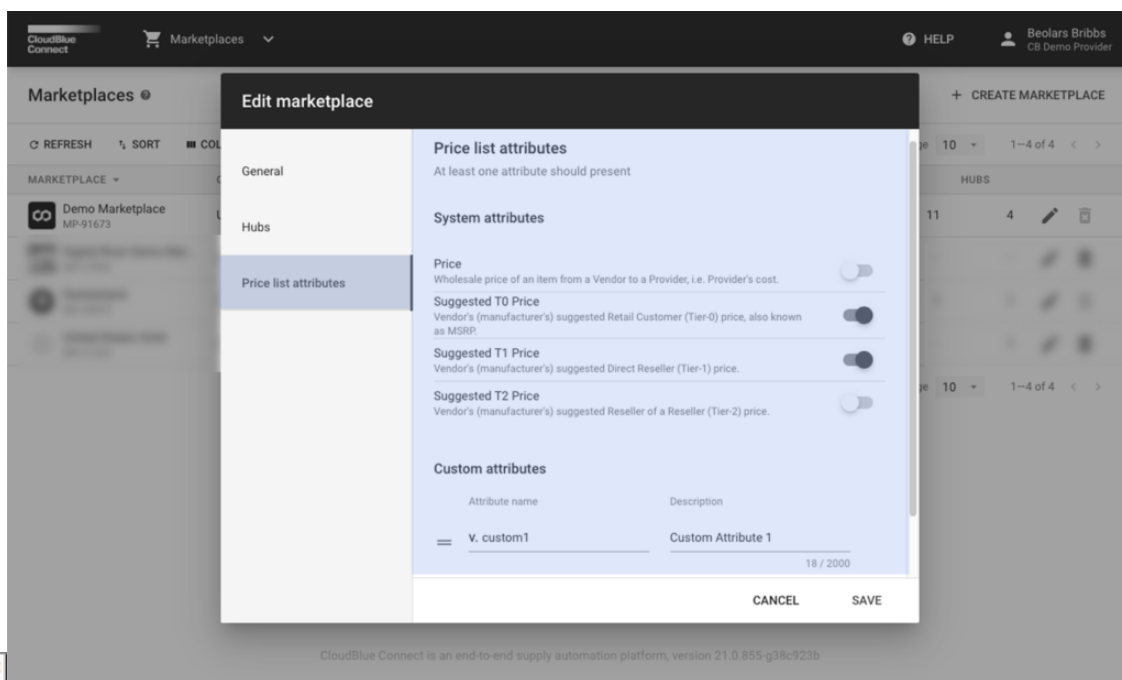 CloudBlue
Connect
Marketplaces
HELP
Beolars Bribbs
CB Demo Provider
Marketplaces
Edit marketplace
+ CREATE MARKETPLACE
REFRESH
SORT
COL
10
1–4 of 4
MARKETPLACE
HUBS
Demo Marketplace
MP-91673
11
4
General
Hubs
Price list attributes
Price list attributes
At least one attribute should present
System attributes
Price
Wholesale price of an item from a Vendor to a Provider, i.e. Provider's cost.
Suggested T0 Price
Vendor's (manufacturer's) suggested Retail Customer (Tier-0) price, also known
as MSRP.
Suggested T1 Price
Vendor's (manufacturer's) suggested Direct Reseller (Tier-1) price.
Suggested T2 Price
Vendor's (manufacturer's) suggested Reseller of a Reseller (Tier-2) price.
10
1–4 of 4
Custom attributes
Attribute name
Description
v. custom1
Custom Attribute 1
18 / 2000
CANCEL
SAVE
CloudBlue Connect is an end-to-end supply automation platform, version 21.0.855-g38c923b